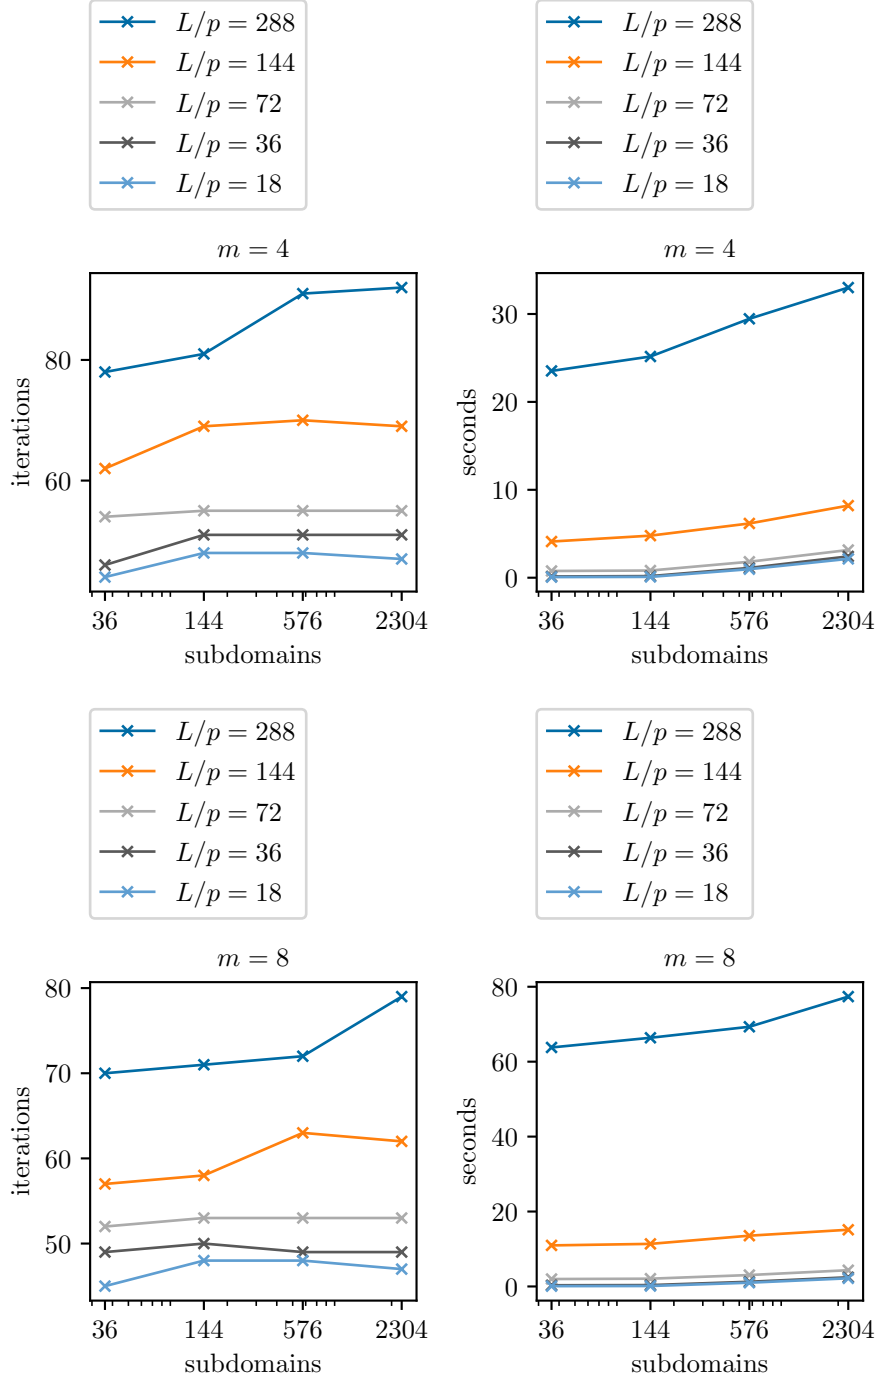 L/p = 288
L/p = 144
L/p = 72
L/p = 36
L/p = 18
L/p = 288
L/p = 144
L/p = 72
L/p = 36
L/p = 18
m = 4
80
60
iterations
36 144 576 2304
subdomains
m = 4
30
20
10
0
seconds
36 144 576 2304
subdomains
L/p = 288
L/p = 144
L/p = 72
L/p = 36
L/p = 18
L/p = 288
L/p = 144
L/p = 72
L/p = 36
L/p = 18
m = 8
80
70
60
50
iterations
36 144 576 2304
subdomains
m = 8
80
60
40
20
0
seconds
36 144 576 2304
subdomains